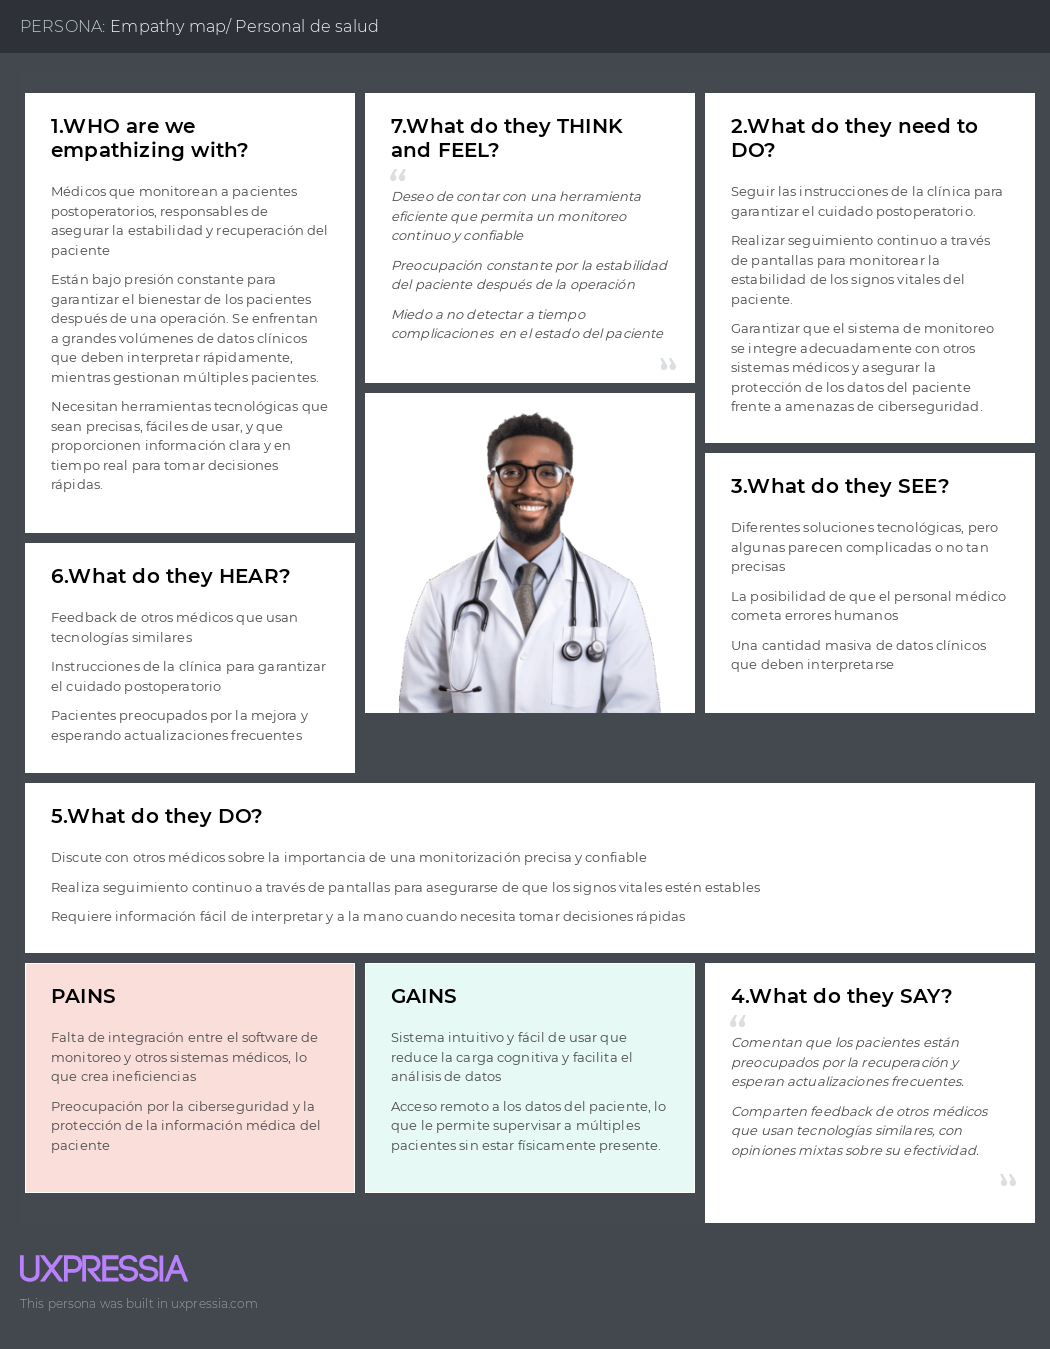 PERSONA: Empathy map/ Personal de salud
1.WHO are we
empathizing with?
Médicos que monitorean a pacientes
postoperatorios, responsables de
asegurar la estabilidad y recuperación del
paciente
Están bajo presión constante para
garantizar el bienestar de los pacientes
después de una operación. Se enfrentan
a grandes volúmenes de datos clínicos
que deben interpretar rápidamente,
mientras gestionan múltiples pacientes.
Necesitan herramientas tecnológicas que
sean precisas, fáciles de usar, y que
proporcionen información clara y en
tiempo real para tomar decisiones
rápidas.
7.What do they THINK
and FEEL?
“
Deseo de contar con una herramienta
eficiente que permita un monitoreo
continuo y confiable
Preocupación constante por la estabilidad
del paciente después de la operación
Miedo a no detectar a tiempo
complicaciones en el estado del paciente
”
2.What do they need to
DO?
Seguir las instrucciones de la clínica para
garantizar el cuidado postoperatorio.
Realizar seguimiento continuo a través
de pantallas para monitorear la
estabilidad de los signos vitales del
paciente.
Garantizar que el sistema de monitoreo
se integre adecuadamente con otros
sistemas médicos y asegurar la
protección de los datos del paciente
frente a amenazas de ciberseguridad.
3.What do they SEE?
Diferentes soluciones tecnológicas, pero
algunas parecen complicadas o no tan
precisas
La posibilidad de que el personal médico
cometa errores humanos
Una cantidad masiva de datos clínicos
que deben interpretarse
6.What do they HEAR?
Feedback de otros médicos que usan
tecnologías similares
Instrucciones de la clínica para garantizar
el cuidado postoperatorio
Pacientes preocupados por la mejora y
esperando actualizaciones frecuentes
5.What do they DO?
Discute con otros médicos sobre la importancia de una monitorización precisa y confiable
Realiza seguimiento continuo a través de pantallas para asegurarse de que los signos vitales estén estables
Requiere información fácil de interpretar y a la mano cuando necesita tomar decisiones rápidas
PAINS
Falta de integración entre el software de
monitoreo y otros sistemas médicos, lo
que crea ineficiencias
Preocupación por la ciberseguridad y la
protección de la información médica del
paciente
GAINS
Sistema intuitivo y fácil de usar que
reduce la carga cognitiva y facilita el
análisis de datos
Acceso remoto a los datos del paciente, lo
que le permite supervisar a múltiples
pacientes sin estar físicamente presente.
4.What do they SAY?
“
Comentan que los pacientes están
preocupados por la recuperación y
esperan actualizaciones frecuentes.
Comparten feedback de otros médicos
que usan tecnologías similares, con
opiniones mixtas sobre su efectividad.
”
UXPRESSIA
This persona was built in uxpressia.com